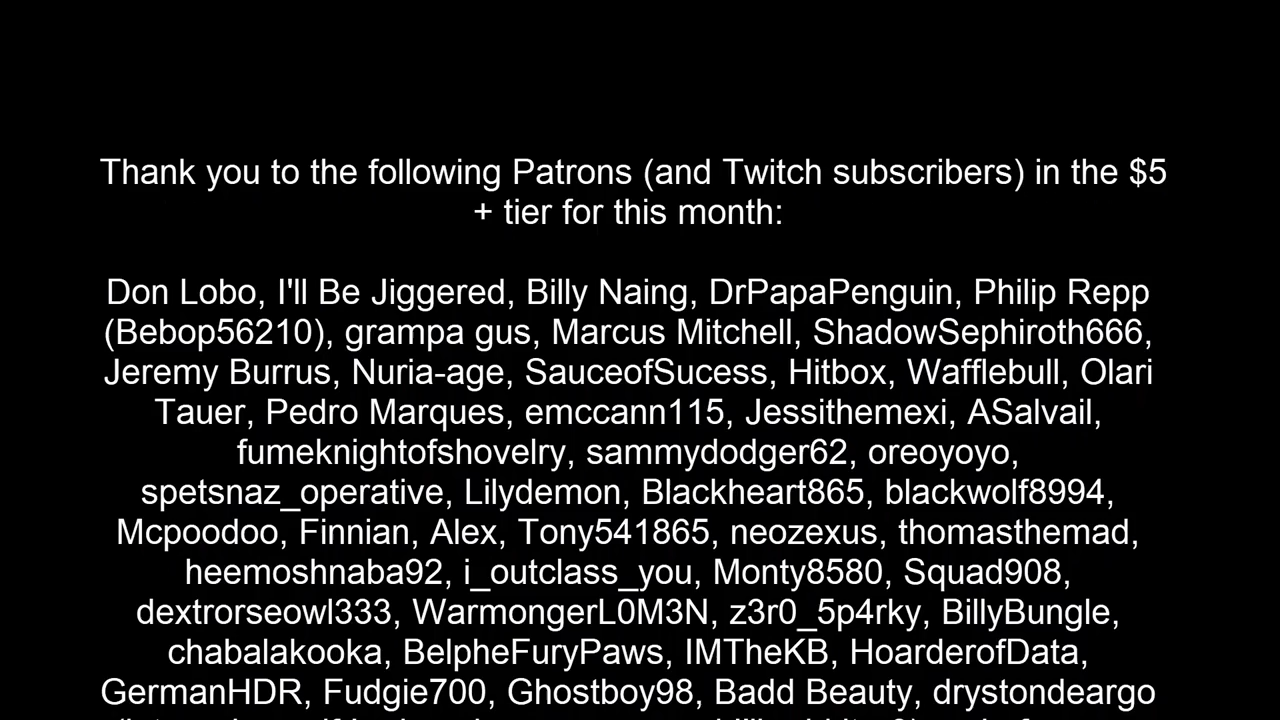 Thank you to the following Patrons (and Twitch subscribers) in the $5
+ tier for this month:
Don Lobo, I'll Be Jiggered, Billy Naing, DrPapaPenguin, Philip Repp
(Bebop56210), grampa gus, Marcus Mitchell, ShadowSephiroth666,
Jeremy Burrus, Nuria-age, SauceofSucess, Hitbox, Wafflebull, Olari
Tauer, Pedro Marques, emccann115, Jessithemexi, ASalvail,
fumeknightofshovelry, sammydodger62, oreoyoyo,
spetsnaz_operative, Lilydemon, Blackheart865, blackwolf8994,
Mcpoodoo, Finnian, Alex, Tony541865, neozexus, thomasthemad,
heemoshnaba92, i_outclass_you, Monty8580, Squad908,
dextrorseowl333, WarmongerL0M3N, z3r0_5p4rky, BillyBungle,
chabalakooka, BelpheFuryPaws, IMTheKB, HoarderofData,
GermanHDR, Fudgie700, Ghostboy98, Badd Beauty, drystondeargo